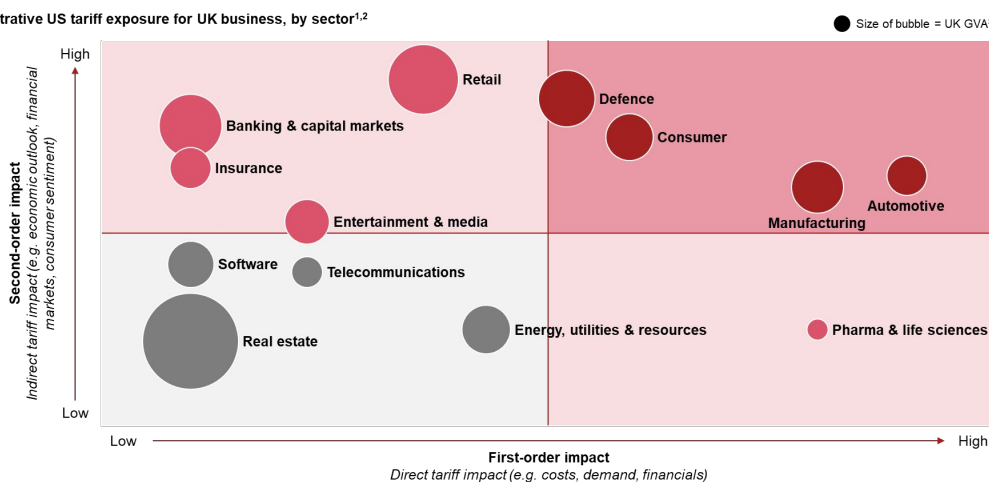 trative US tariff exposure for UK business, by sector1,2
Size of bubble = UK GVA
High
Second-order impact
Indirect tariff impact (e.g. economic outlook, financial
markets, consumer sentiment)
Retail
Defence
Banking & capital markets
Consumer
Insurance
Automotive
Entertainment & media
Manufacturing
Software
Telecommunications
Energy, utilities & resources
Pharma & life sciences
Real estate
Low
Low
High
First-order impact
Direct tariff impact (e.g. costs, demand, financials)